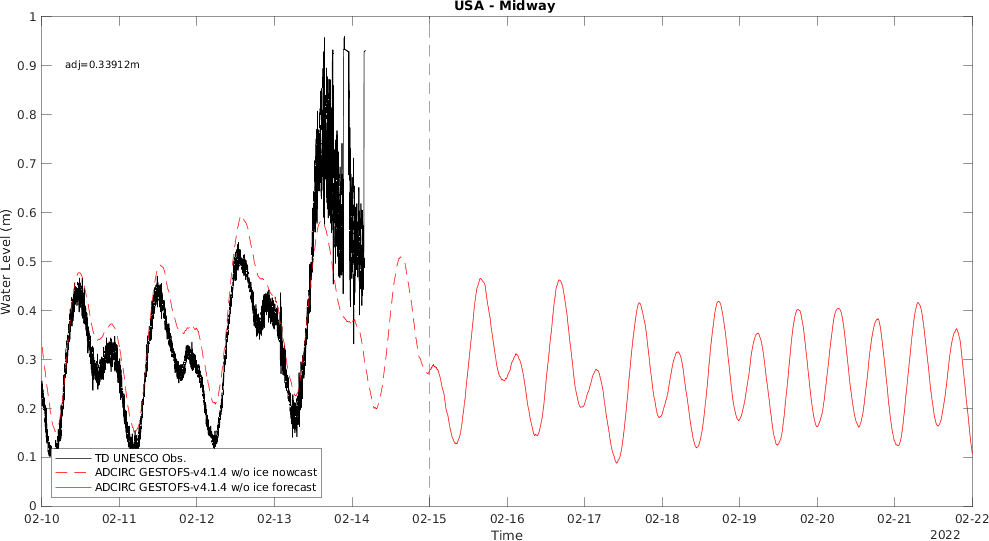 USA - Midway
adj=0.33912m
Water Level (m)
1
0.9
0.8
0.7
0.6
0.5
0.4
0.3
0.2
0.1
0
TD UNESCO Obs.
ADCIRC GESTOFS-v4.1.4 w/o ice nowcast
ADCIRC GESTOFS-v4.1.4 w/o ice forecast
02-10 02-11 02-12 02-13 02-14 02-15 02-16 02-17 02-18 02-19 02-20 02-21 02-22
Time
2022